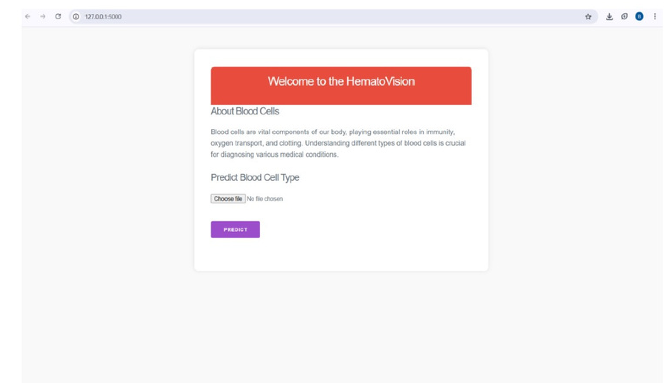 127.0.0.1:5000
B
Welcome to the HematoVision
About Blood Cells
Blood cells are vital components of our body, playing essential roles in immunity,
oxygen transport, and clotting. Understanding different types of blood cells is crucial
for diagnosing various medical conditions.
Predict Blood Cell Type
Choose file No file chosen
PREDICT